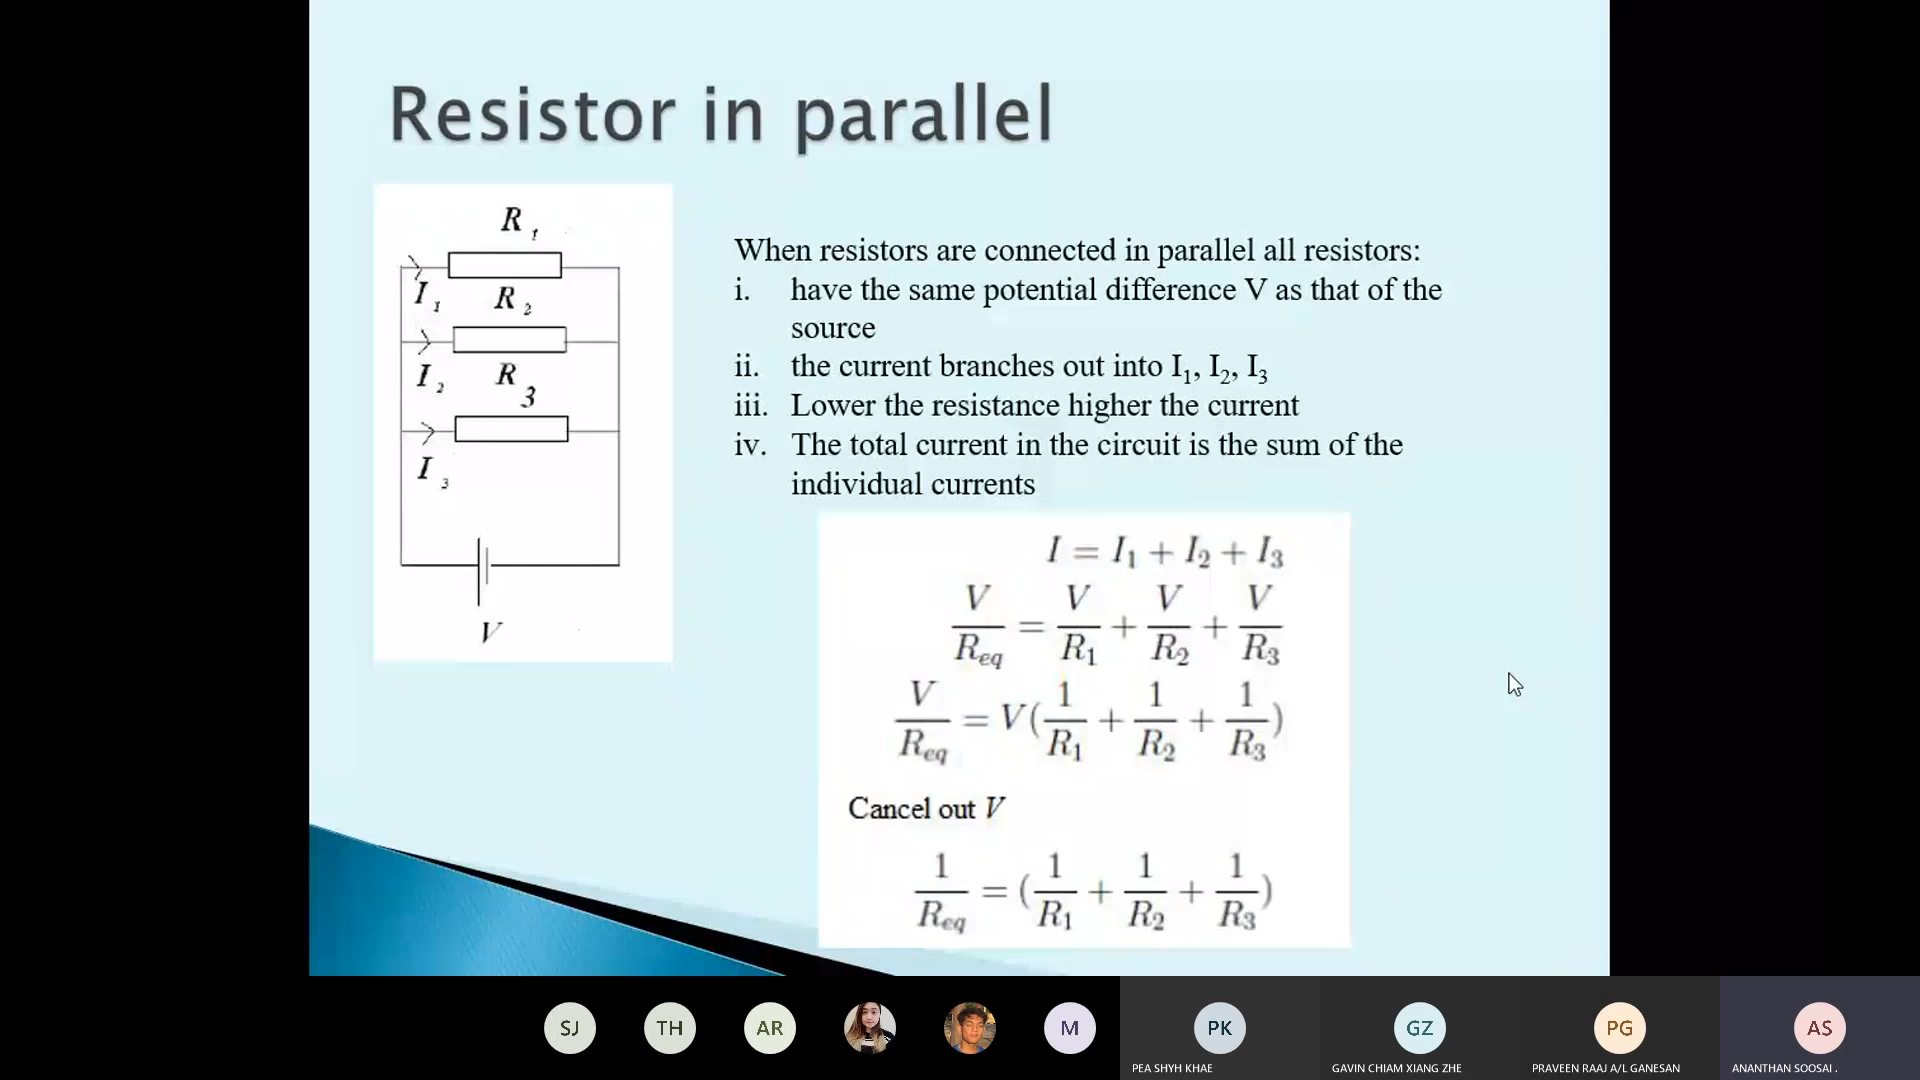 Resistor in parallel
R₁
I₁
R₂
I₂
R₃
I₃
V
When resistors are connected in parallel all resistors:
i. have the same potential difference V as that of the
source
ii. the current branches out into I₁, I₂, I₃
iii. Lower the resistance higher the current
iv. The total current in the circuit is the sum of the
individual currents
I = I₁ + I₂ + I₃
V/R_eq = V/R₁ + V/R₂ + V/R₃
V/R_eq = V(1/R₁ + 1/R₂ + 1/R₃)
Cancel out V
1/R_eq = (1/R₁ + 1/R₂ + 1/R₃)
SJ TH AR M PK GZ PG AS
PEA SHYH KHAE GAVIN CHIAM XIANG ZHE PRAVEEN RAAJ A/L GANESAN ANANTHAN SOOSAI .